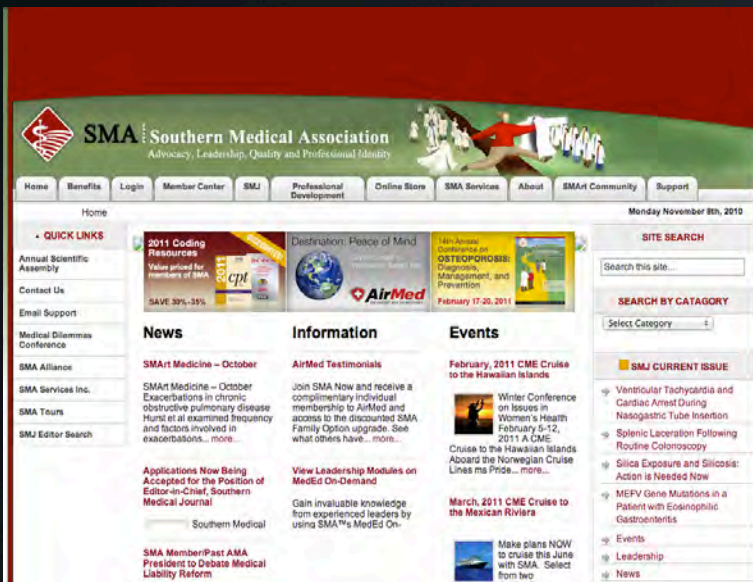 SMA Southern Medical Association
Advocacy, Leadership, Quality and Professional Identity
Home Benefits Login Member Center SMJ Professional Development Online Store SMA Services About SMArt Community Support
Home
Monday November 8th, 2010
QUICK LINKS
Annual Scientific
Assembly
Contact Us
Email Support
Medical Dilemmas
Conference
SMA Alliance
SMA Services Inc.
SMA Tours
SMJ Editor Search
2011 Coding
Resources
Value priced for
members of SMA
SAVE 30%-35%
2011
cpt
Destination: Peace of Mind
AirMed
14th Annual
Conference on
OSTEOPOROSIS:
Diagnosis,
Management, and
Prevention
February 17-20, 2011
News
SMArt Medicine – October
SMArt Medicine – October
Exacerbations in chronic
obstructive pulmonary disease
Hurst et al examined frequency
and factors involved in
exacerbations... more...
Applications Now Being
Accepted for the Position of
Editor-in-Chief, Southern
Medical Journal
Southern Medical
SMA Member/Past AMA
President to Debate Medical
Liability Reform
Information
AirMed Testimonials
Join SMA Now and receive a
complimentary individual
membership to AirMed and
access to the discounted SMA
Family Option upgrade. See
what others have... more...
View Leadership Modules on
MedEd On-Demand
Gain invaluable knowledge
from experienced leaders by
using SMA™s MedEd On-
Events
February, 2011 CME Cruise
to the Hawaiian Islands
Winter Conference
on Issues in
Women's Health
February 5-12,
2011 A CME
Cruise to the Hawaiian Islands
Aboard the Norwegian Cruise
Lines ms Pride... more...
March, 2011 CME Cruise to
the Mexican Riviera
Make plans NOW
to cruise this June
with SMA. Select
from two
SITE SEARCH
Search this site...
SEARCH BY CATAGORY
Select Category
SMJ CURRENT ISSUE
Ventricular Tachycardia and
Cardiac Arrest During
Nasogastric Tube Insertion
Splenic Laceration Following
Routine Colonoscopy
Silica Exposure and Silicosis:
Action is Needed Now
MEFV Gene Mutations in a
Patient with Eosinophilic
Gastroenteritis
Events
Leadership
News